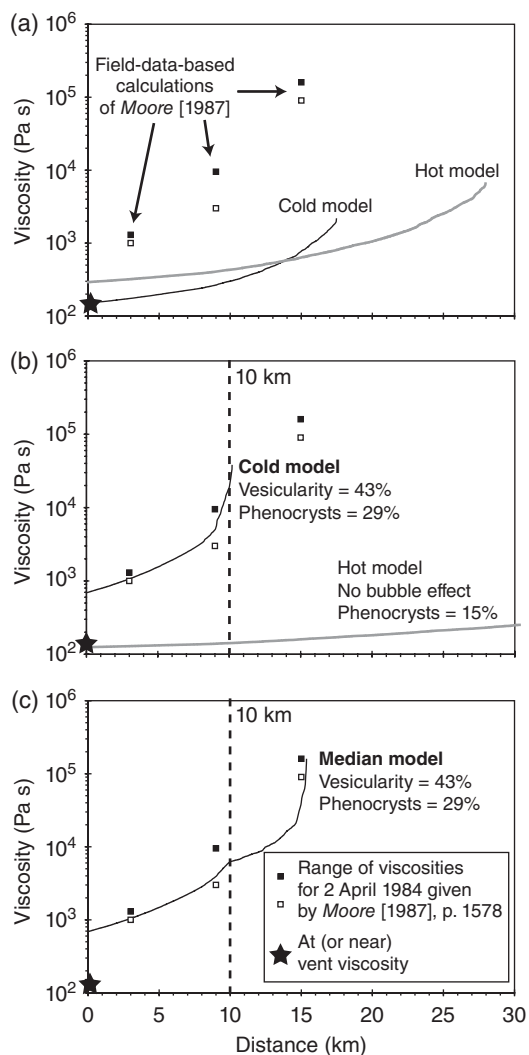 (a)
10⁶
10⁵
10⁴
10³
10²
Viscosity (Pa s)
Field-data-based
calculations
of Moore [1987]
Cold model
Hot model
(b)
10⁶
10⁵
10⁴
10³
10²
Viscosity (Pa s)
10 km
Cold model
Vesicularity = 43%
Phenocrysts = 29%
Hot model
No bubble effect
Phenocrysts = 15%
(c)
10⁶
10⁵
10⁴
10³
10²
Viscosity (Pa s)
10 km
Median model
Vesicularity = 43%
Phenocrysts = 29%
Range of viscosities
for 2 April 1984 given
by Moore [1987], p. 1578
At (or near)
vent viscosity
0 5 10 15 20 25 30
Distance (km)